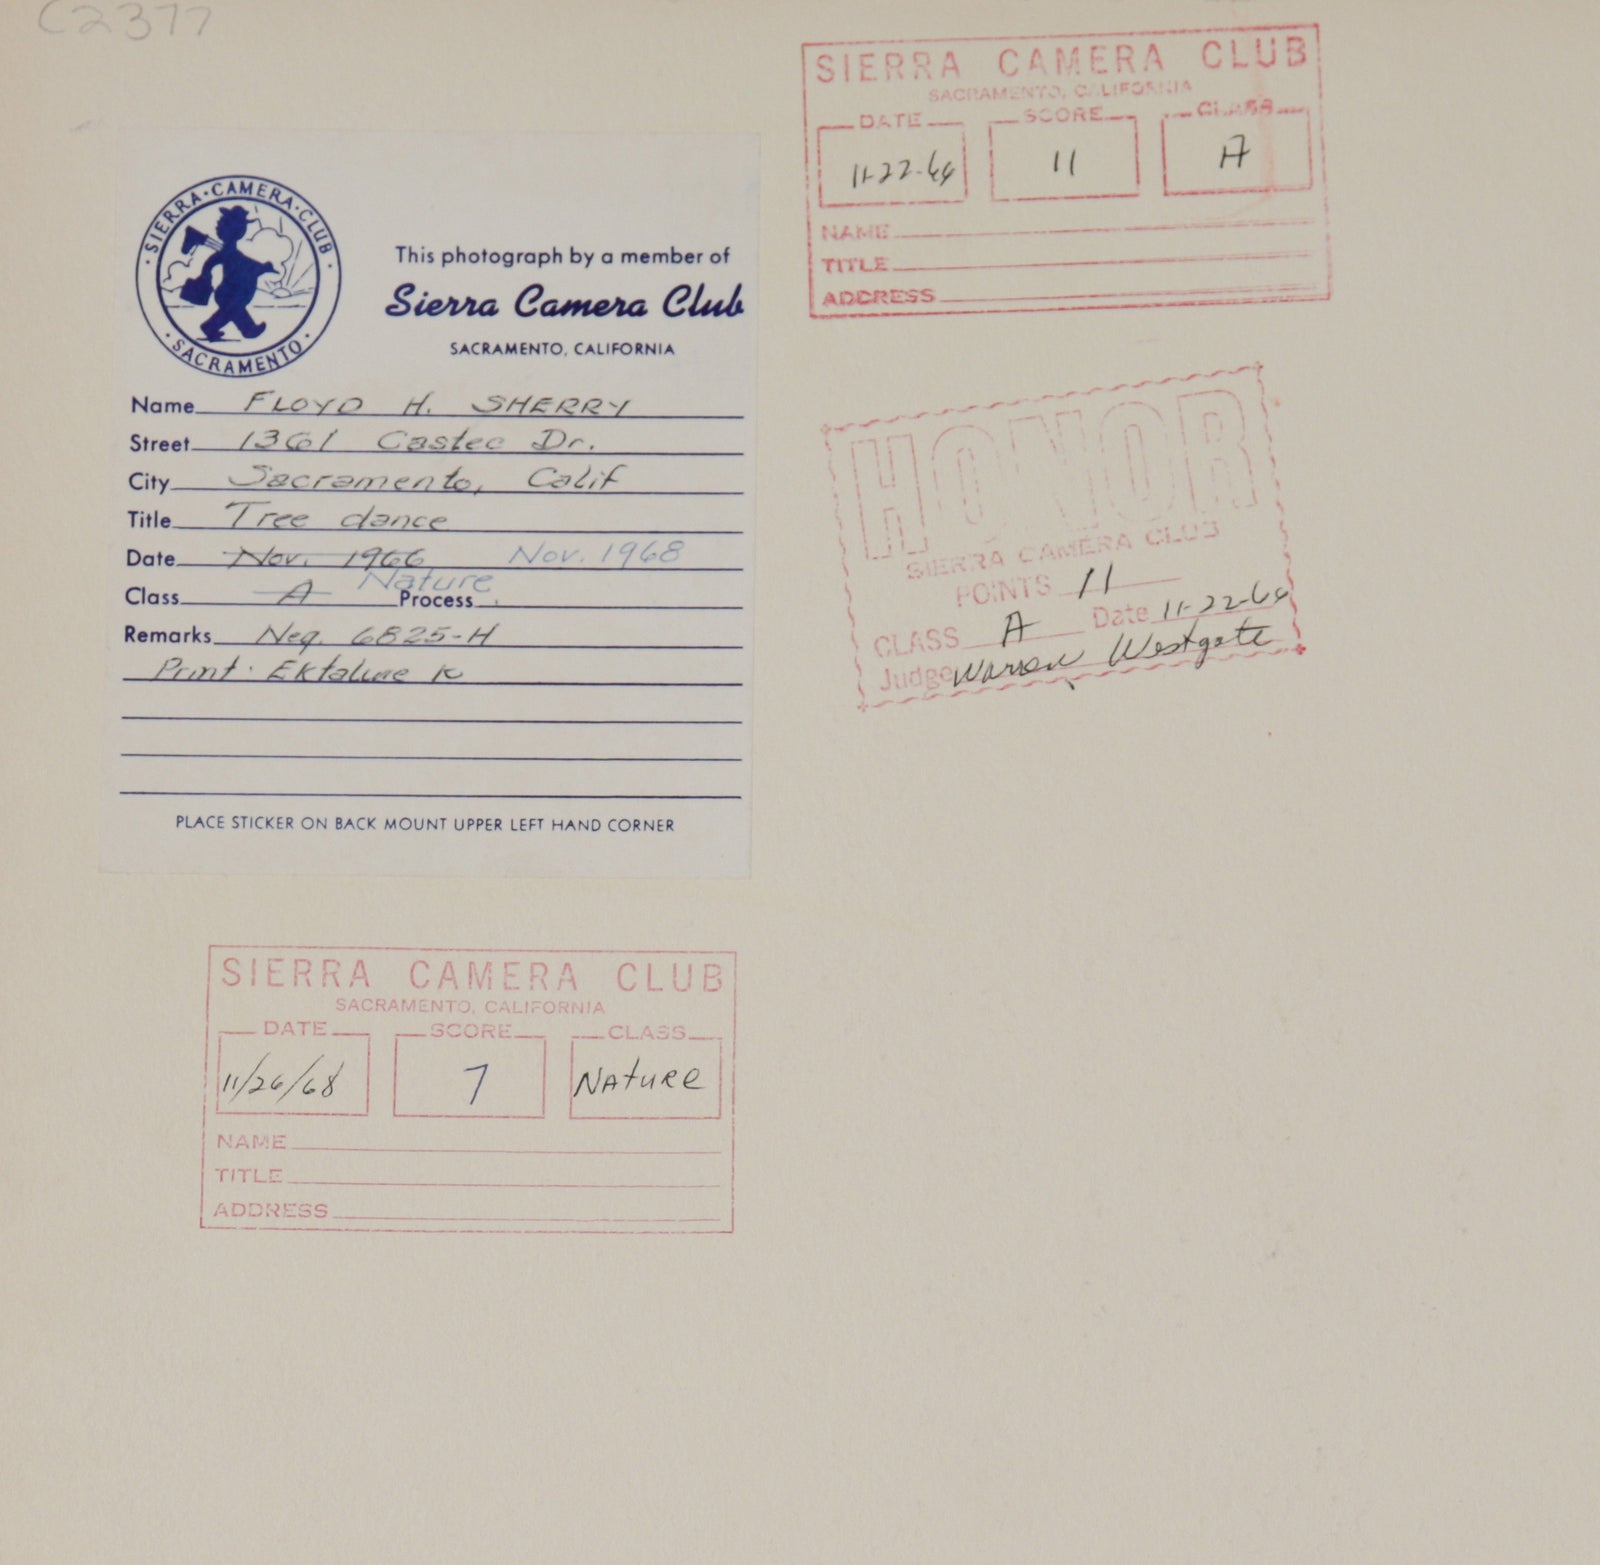 C2377
SIERRA · CAMERA · CLUB · SACRAMENTO ·
This photograph by a member of
Sierra Camera Club
SACRAMENTO, CALIFORNIA
Name FLOYD H. SHERRY
Street 1361 Castec Dr.
City Sacramento, Calif
Title Tree dance
Date Nov. 1966 Nov. 1968
Class A Nature Process
Remarks Neg. 6825-H
Print. Ektalure K
PLACE STICKER ON BACK MOUNT UPPER LEFT HAND CORNER
SIERRA CAMERA CLUB
SACRAMENTO, CALIFORNIA
DATE SCORE CLASS
11-22-66 11 A
NAME
TITLE
ADDRESS
HONOR
SIERRA CAMERA CLUB
POINTS 11
CLASS A Date 11-22-66
Judge Warren Westgate
SIERRA CAMERA CLUB
SACRAMENTO, CALIFORNIA
DATE SCORE CLASS
11/26/68 7 NATURE
NAME
TITLE
ADDRESS